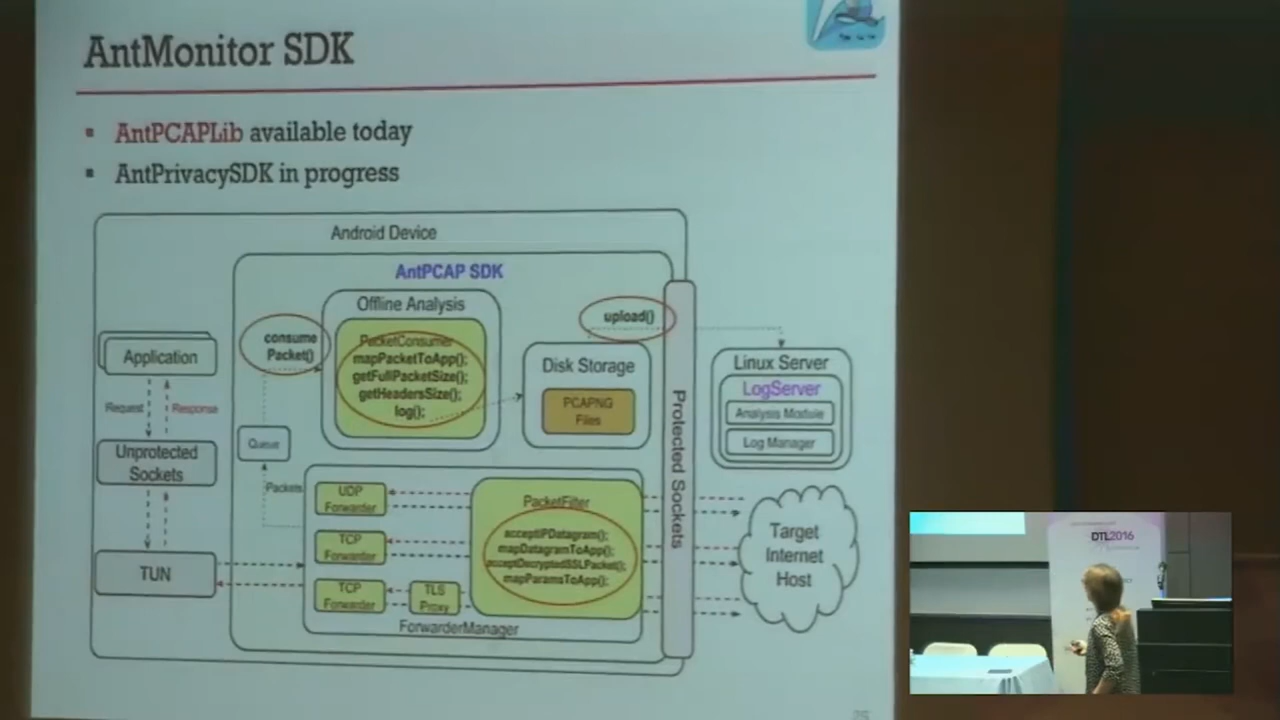 AntMonitor SDK
▪ AntPCAPLib available today
▪ AntPrivacySDK in progress
Android Device
AntPCAP SDK
Offline Analysis
PacketConsumer
mapPacketToApp();
getFullPacketSize();
getHeadersSize();
log();
consume
Packet()
upload()
Disk Storage
PCAPNG
Files
Application
Request
Response
Unprotected
Sockets
TUN
Queue
Packets
UDP
Forwarder
TCP
Forwarder
TCP
Forwarder
TLS
Proxy
PacketFilter
acceptIPDatagram();
mapDatagramToApp();
acceptDecryptedSSLPacket();
mapParamsToApp();
ForwarderManager
Protected Sockets
Linux Server
LogServer
Analysis Module
Log Manager
Target
Internet
Host
25
DTL2016